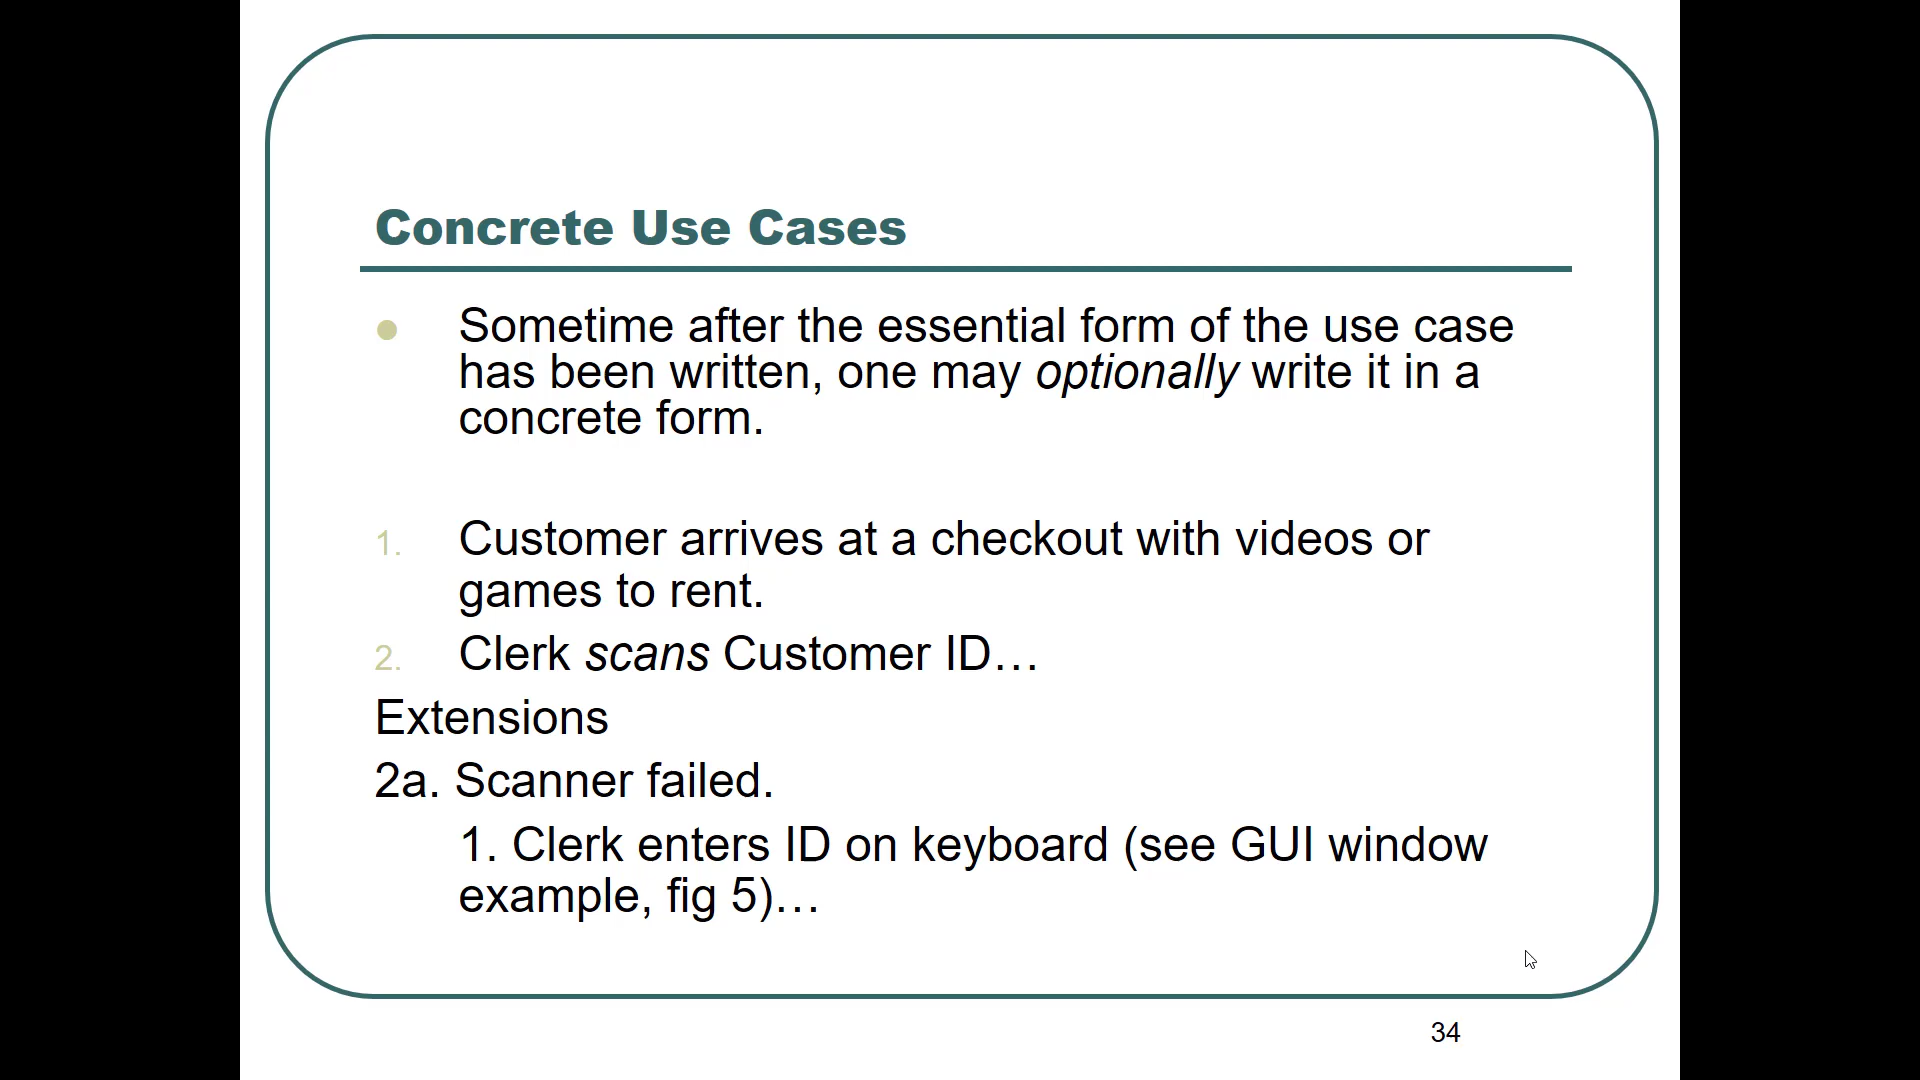 Concrete Use Cases
● Sometime after the essential form of the use case
has been written, one may optionally write it in a
concrete form.
1. Customer arrives at a checkout with videos or
games to rent.
2. Clerk scans Customer ID…
Extensions
2a. Scanner failed.
1. Clerk enters ID on keyboard (see GUI window
example, fig 5)…
34